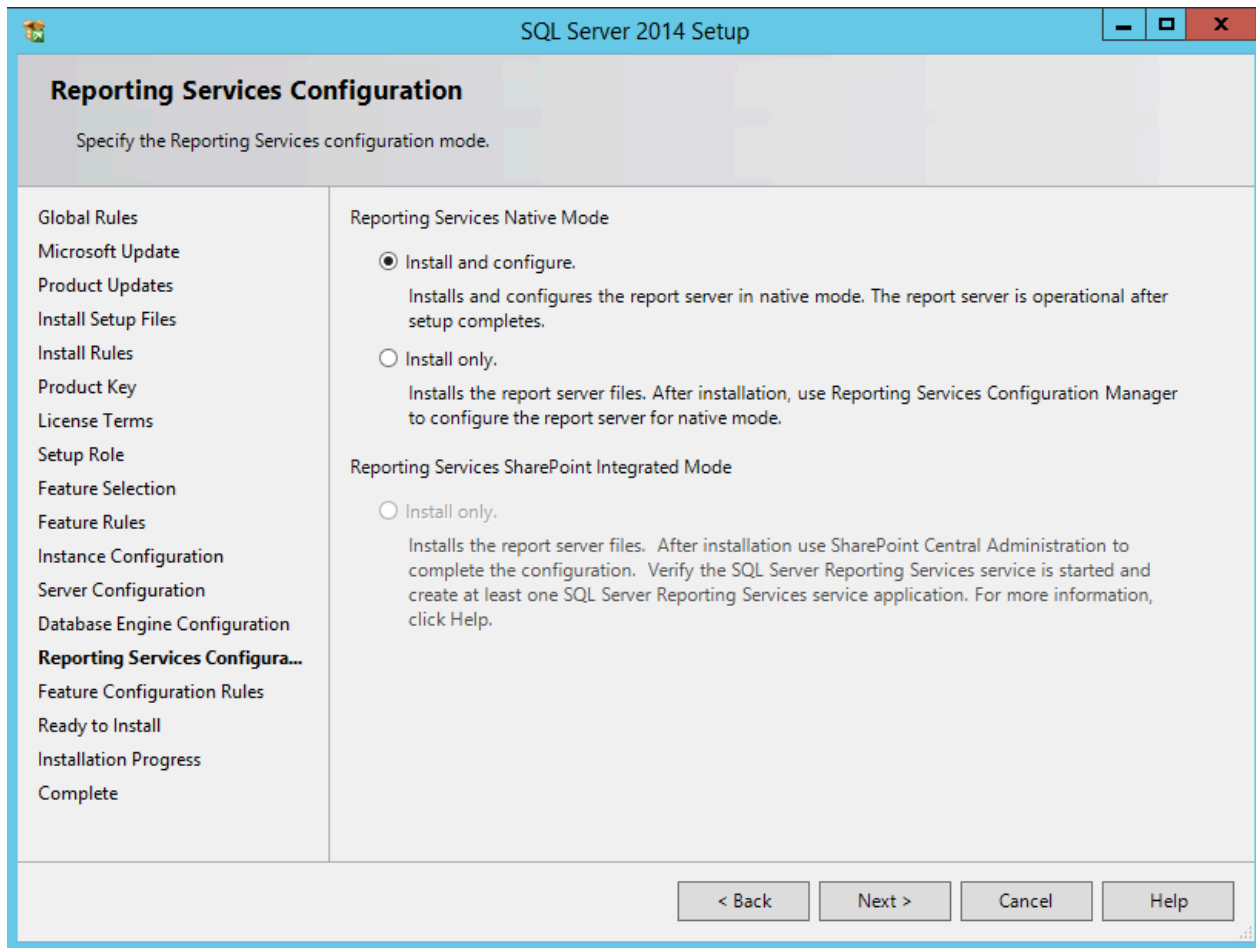 SQL Server 2014 Setup
Reporting Services Configuration
Specify the Reporting Services configuration mode.
Global Rules
Microsoft Update
Product Updates
Install Setup Files
Install Rules
Product Key
License Terms
Setup Role
Feature Selection
Feature Rules
Instance Configuration
Server Configuration
Database Engine Configuration
Reporting Services Configura...
Feature Configuration Rules
Ready to Install
Installation Progress
Complete
Reporting Services Native Mode
Install and configure.
Installs and configures the report server in native mode. The report server is operational after
setup completes.
Install only.
Installs the report server files. After installation, use Reporting Services Configuration Manager
to configure the report server for native mode.
Reporting Services SharePoint Integrated Mode
Install only.
Installs the report server files.  After installation use SharePoint Central Administration to
complete the configuration.  Verify the SQL Server Reporting Services service is started and
create at least one SQL Server Reporting Services service application. For more information,
click Help.
< Back
Next >
Cancel
Help